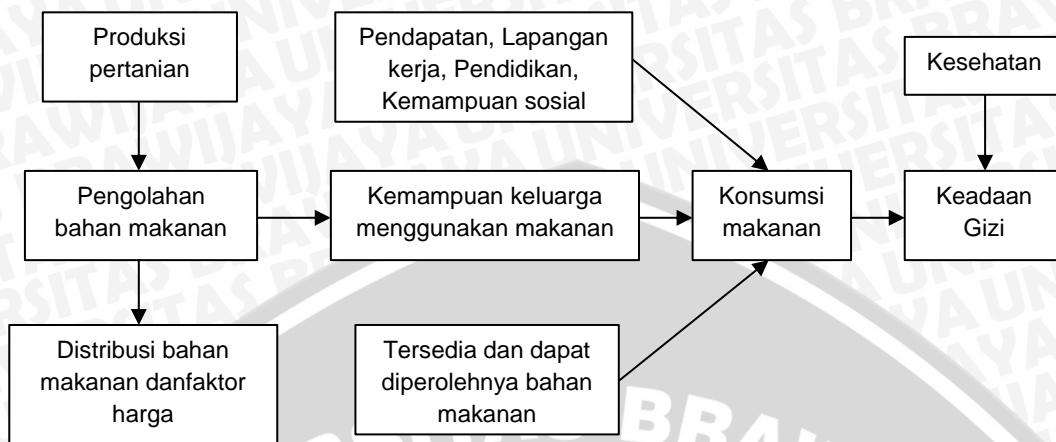 Produksi
pertanian
Pendapatan, Lapangan
kerja, Pendidikan,
Kemampuan sosial
Kesehatan
Pengolahan
bahan makanan
Kemampuan keluarga
menggunakan makanan
Konsumsi
makanan
Keadaan
Gizi
Distribusi bahan
makanan danfaktor
harga
Tersedia dan dapat
diperolehnya bahan
makanan